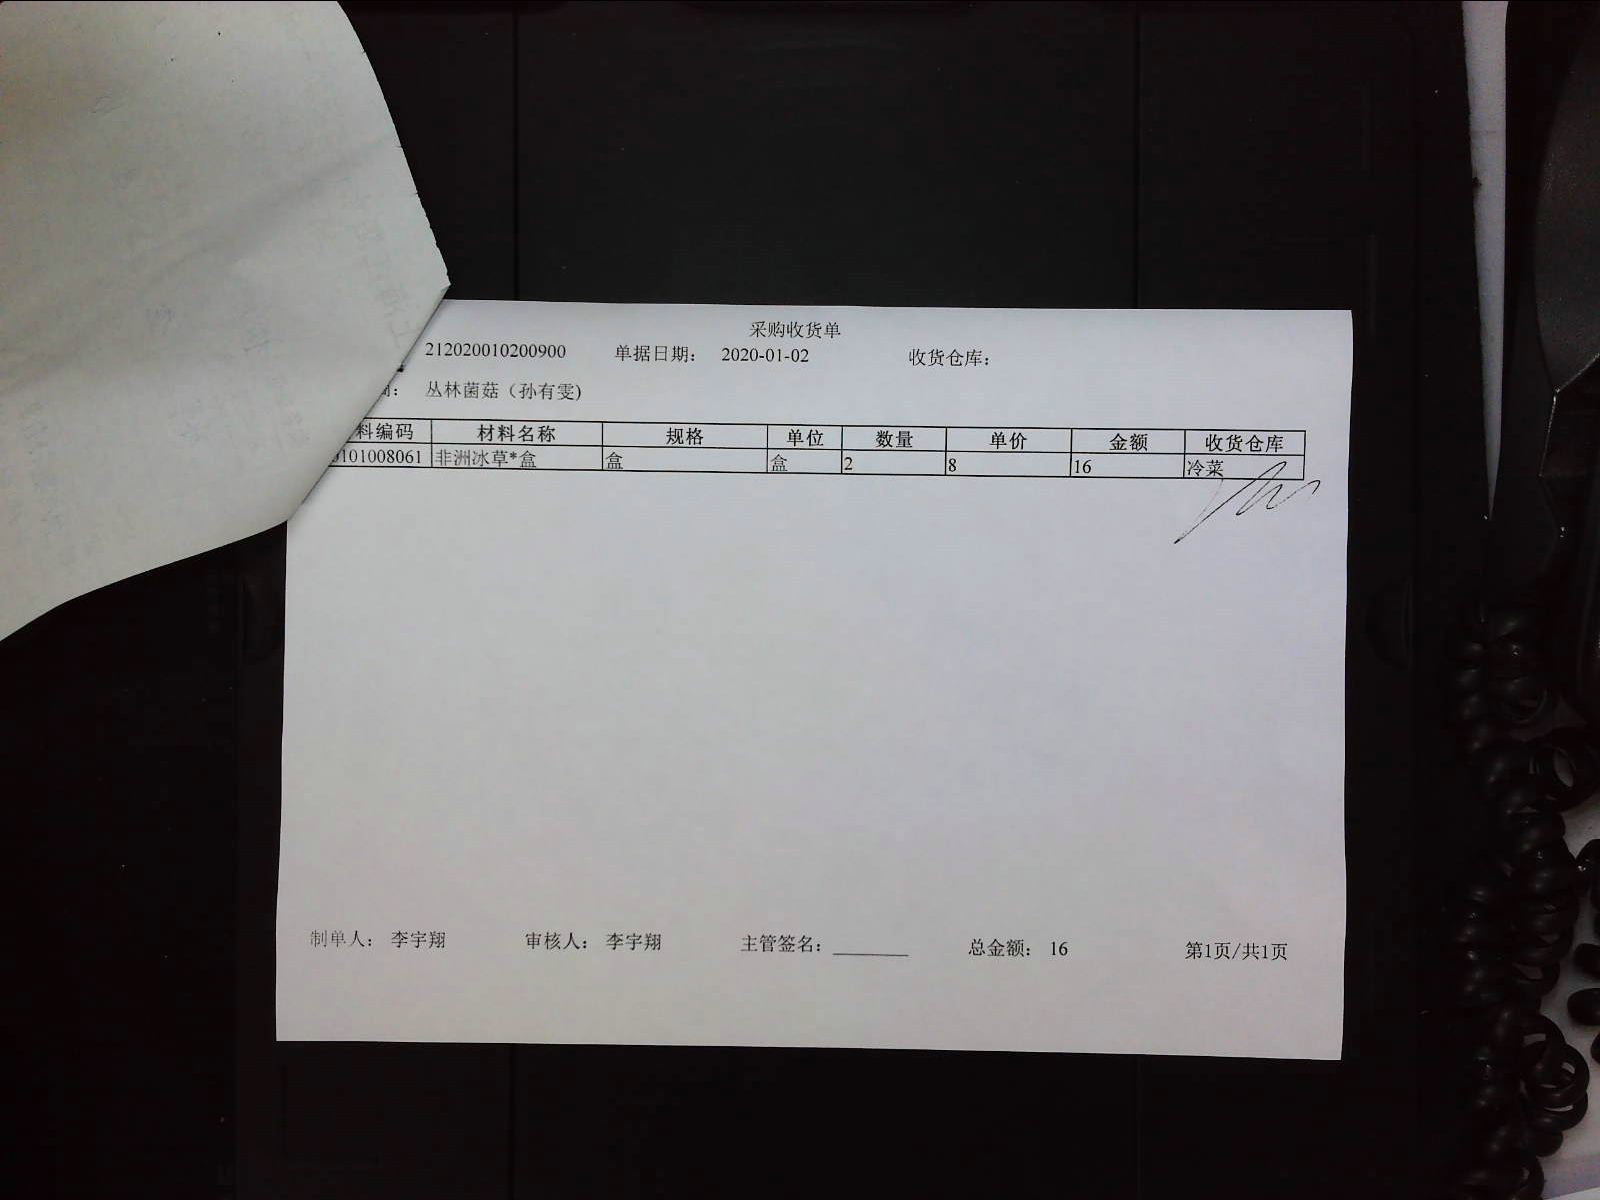 采购收货单
212020010200900 单据日期： 2020-01-02 收货仓库：
： 丛林菌菇（孙有雯)
料编码 材料名称 规格 单位 数量 单价 金额 收货仓库
0101008061 非洲冰草*盒 盒 盒 2 8 16 冷菜
制单人： 李宇翔 审核人： 李宇翔 主管签名： 总金额： 16 第1页/共1页